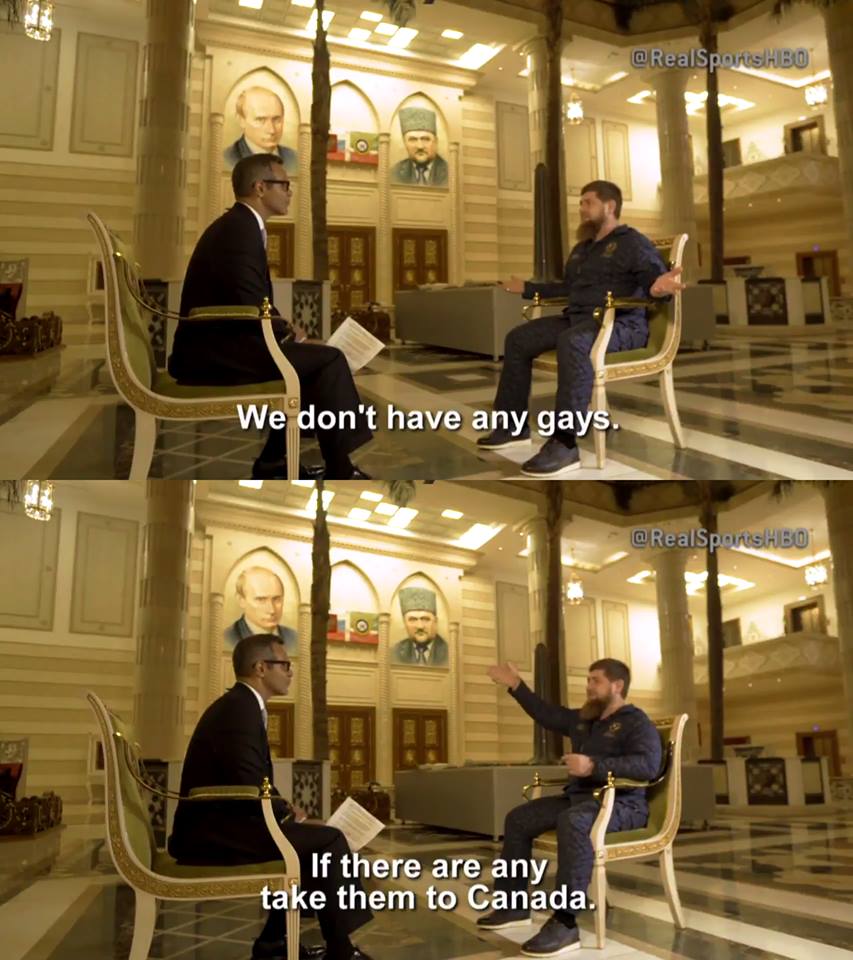 @RealSportsHBO
We don't have any gays.
@RealSportsHBO
If there are any
take them to Canada.